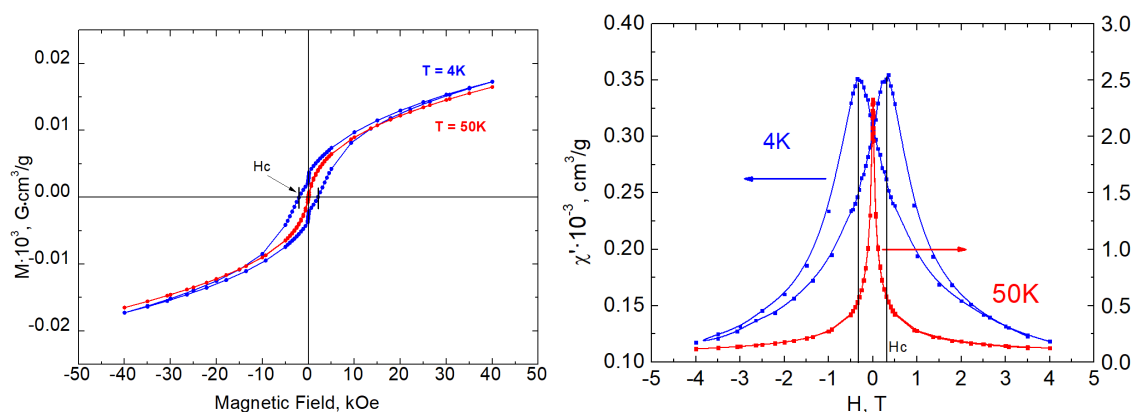 0.02
0.01
0.00
-0.01
-0.02
M·10³, G·cm³/g
T = 4K
T = 50K
Hc
-50 -40 -30 -20 -10 0 10 20 30 40 50
Magnetic Field, kOe
0.40
0.35
0.30
0.25
0.20
0.15
0.10
χ'·10⁻³, cm³/g
4K
50K
Hc
3.0
2.5
2.0
1.5
1.0
0.5
0.0
-5 -4 -3 -2 -1 0 1 2 3 4 5
H, T